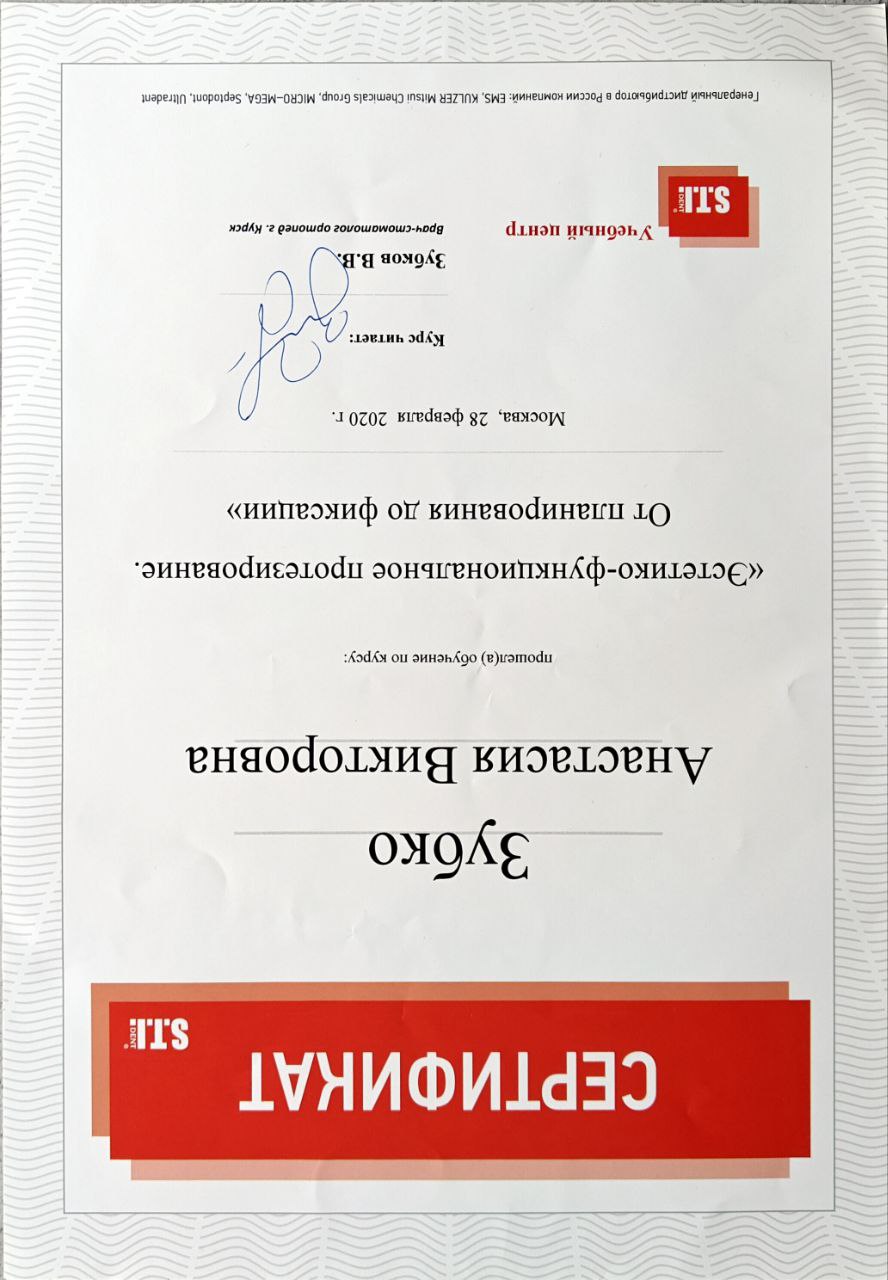 СЕРТИФИКАТ
S.T.I.DENT®
Зубко
Анастасия Викторовна
прошел(а) обучение по курсу:
«Эстетико-функциональное протезирование.
От планирования до фиксации»
Москва, 28 февраля 2020 г.
Курс читает:
Зубков В.В.
Врач-стоматолог ортопед г. Курск
S.T.I.DENT®
Учебный центр
Генеральный дистрибьютор в России компаний: EMS, KULZER Mitsui Chemicals Group, MICRO–MEGA, Septodont, Ultradent